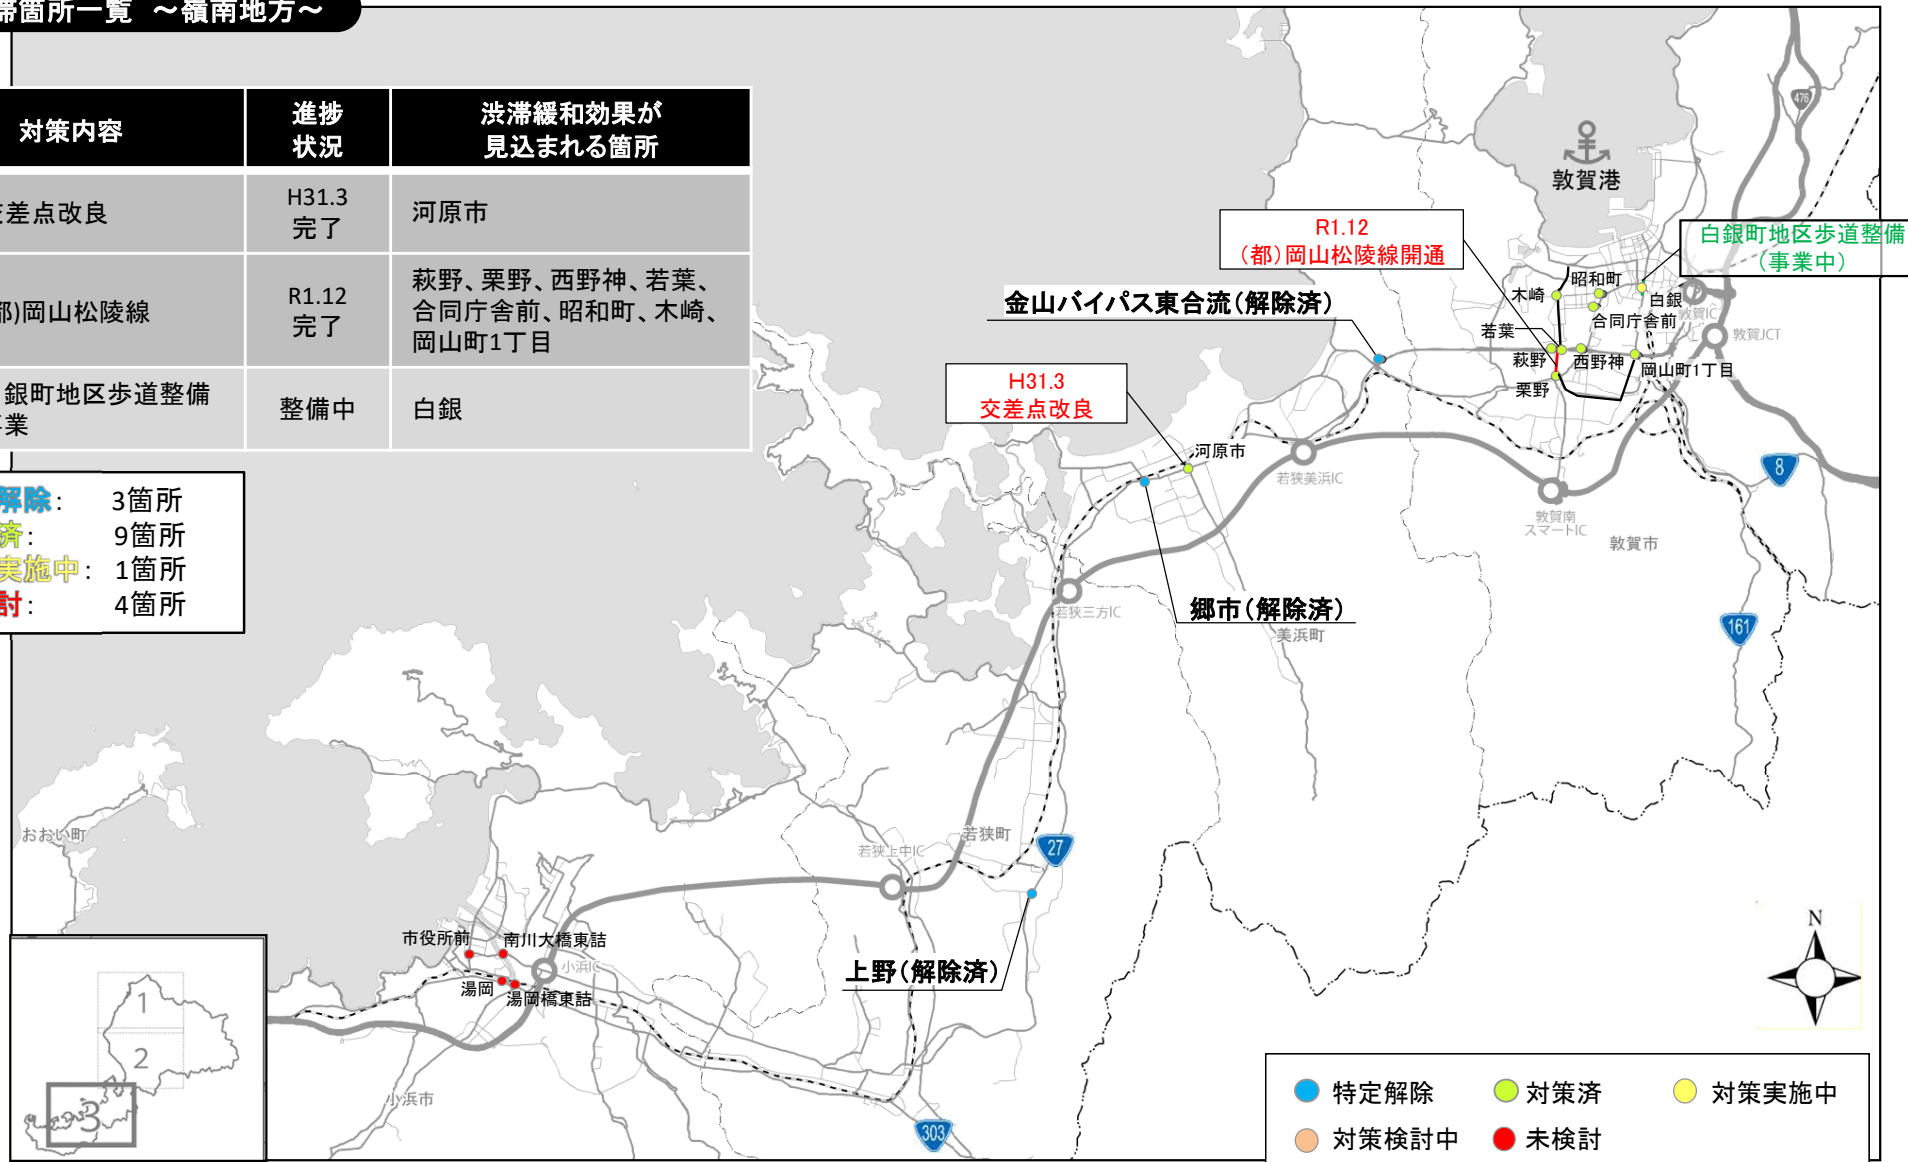 滞箇所一覧 ～嶺南地方～
対策内容
進捗
状況
渋滞緩和効果が
見込まれる箇所
差点改良
H31.3
完了
河原市
都)岡山松陵線
R1.12
完了
萩野、栗野、西野神、若葉、
合同庁舎前、昭和町、木崎、
岡山町1丁目
銀町地区歩道整備
業
整備中
白銀
解除： 3箇所
済： 9箇所
実施中： 1箇所
討： 4箇所
476
敦賀港
R1.12
（都）岡山松陵線開通
白銀町地区歩道整備
（事業中）
金山バイパス東合流（解除済）
昭和町
木崎
白銀
敦賀IC
合同庁舎前
若葉
敦賀JCT
萩野
西野神
岡山町1丁目
栗野
H31.3
交差点改良
河原市
若狭美浜IC
8
敦賀南
スマートIC
敦賀市
若狭三方IC
郷市（解除済）
美浜町
161
おおい町
若狭町
27
若狭上中IC
市役所前
南川大橋東詰
小浜IC
上野（解除済）
湯岡
湯岡橋東詰
N
1
2
3
小浜市
303
特定解除
対策済
対策実施中
対策検討中
未検討